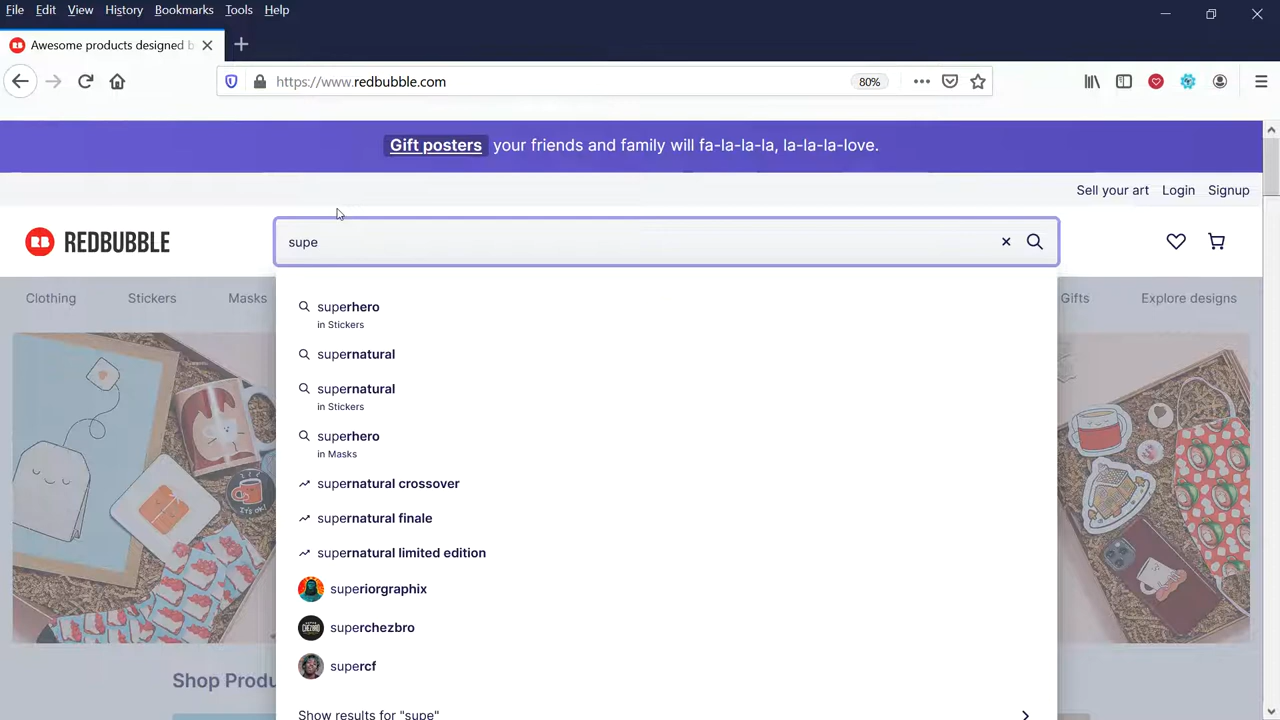 File Edit View History Bookmarks Tools Help
Awesome products designed b
https://www.redbubble.com 80%
Gift posters your friends and family will fa-la-la-la, la-la-la-love.
Sell your art Login Signup
RB REDBUBBLE supe
Clothing Stickers Masks Gifts Explore designs
superhero
in Stickers
supernatural
supernatural
in Stickers
superhero
in Masks
supernatural crossover
supernatural finale
supernatural limited edition
superiorgraphix
superchezbro
supercf
Shop Produ
Show results for "supe"